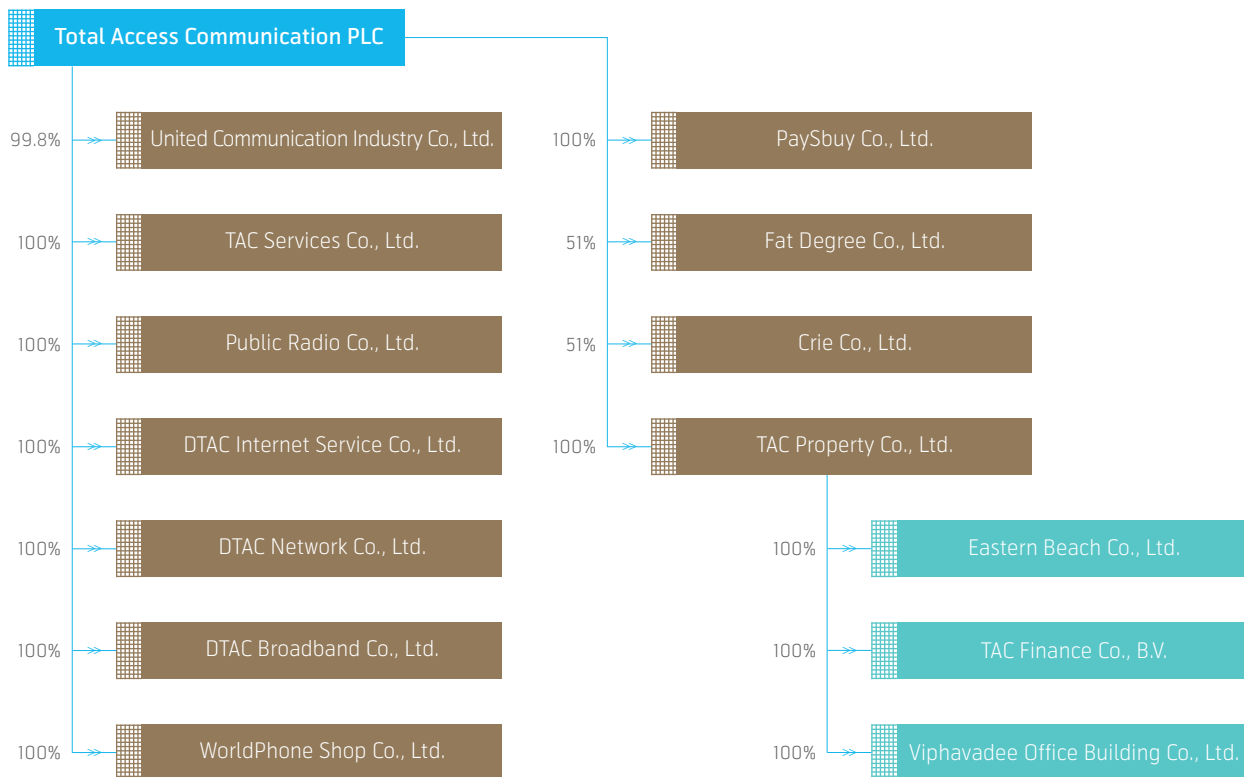 Total Access Communication PLC
99.8%
United Communication Industry Co., Ltd.
100%
TAC Services Co., Ltd.
100%
Public Radio Co., Ltd.
100%
DTAC Internet Service Co., Ltd.
100%
DTAC Network Co., Ltd.
100%
DTAC Broadband Co., Ltd.
100%
WorldPhone Shop Co., Ltd.
100%
PaySbuy Co., Ltd.
51%
Fat Degree Co., Ltd.
51%
Crie Co., Ltd.
100%
TAC Property Co., Ltd.
100%
Eastern Beach Co., Ltd.
100%
TAC Finance Co., B.V.
100%
Viphavadee Office Building Co., Ltd.